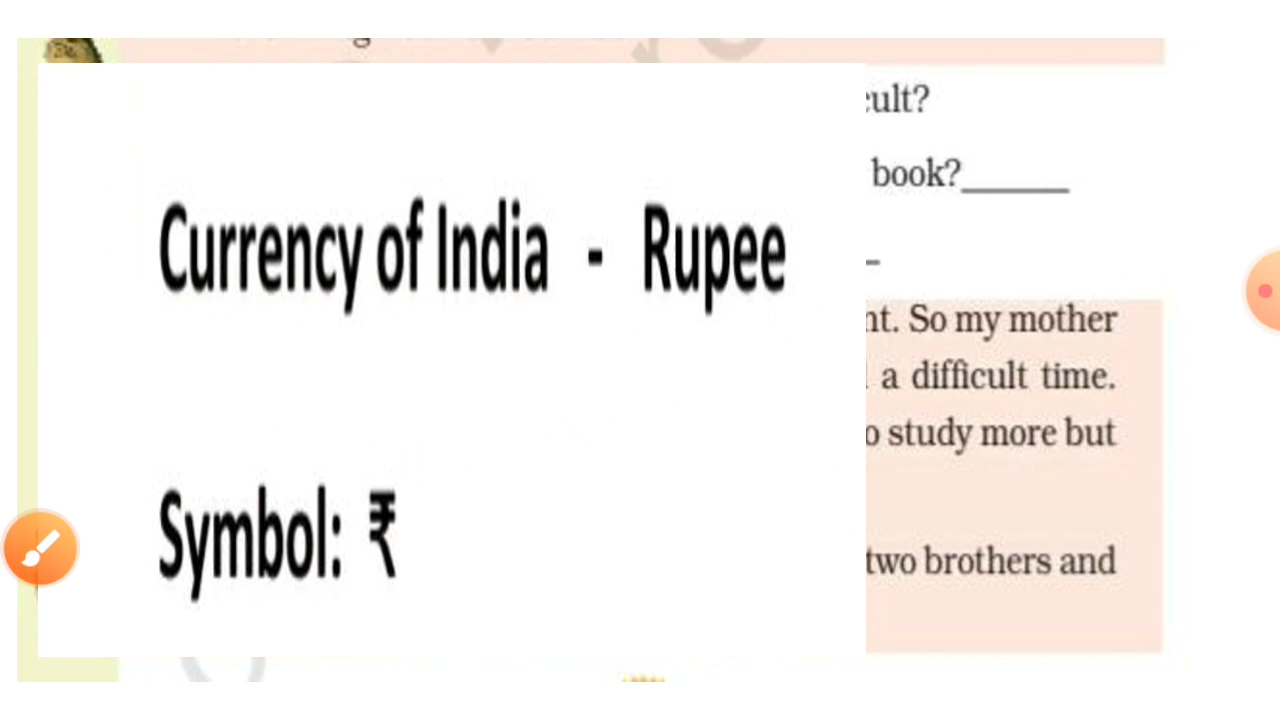 cult?
book?______
Currency of India - Rupee
nt. So my mother
a difficult time.
o study more but
Symbol: ₹
two brothers and